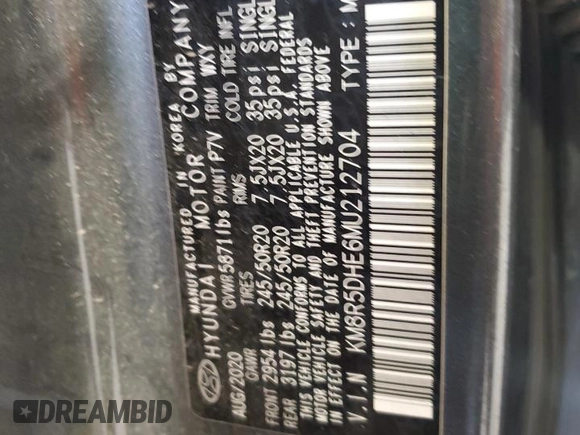 MANUFACTURED IN KOREA BY
HYUNDAI MOTOR COMPANY
AUG/2020 GVWR 5871 lbs PAINT P7V TRIM WXY
GAWR TIRES RIMS COLD TIRE INFL
FRONT 2954 lbs 245/50R20 7.5JX20 35psi SINGL
REAR 3197 lbs 245/50R20 7.5JX20 35psi SINGL
THIS VEHICLE CONFORMS TO ALL APPLICABLE U.S.A. FEDERAL
MOTOR VEHICLE SAFETY AND THEFT PREVENTION STANDARDS
IN EFFECT ON THE DATE OF MANUFACTURE SHOWN ABOVE
V.I.N KM8R5DHE6MU212704 TYPE : M
DREAMBID